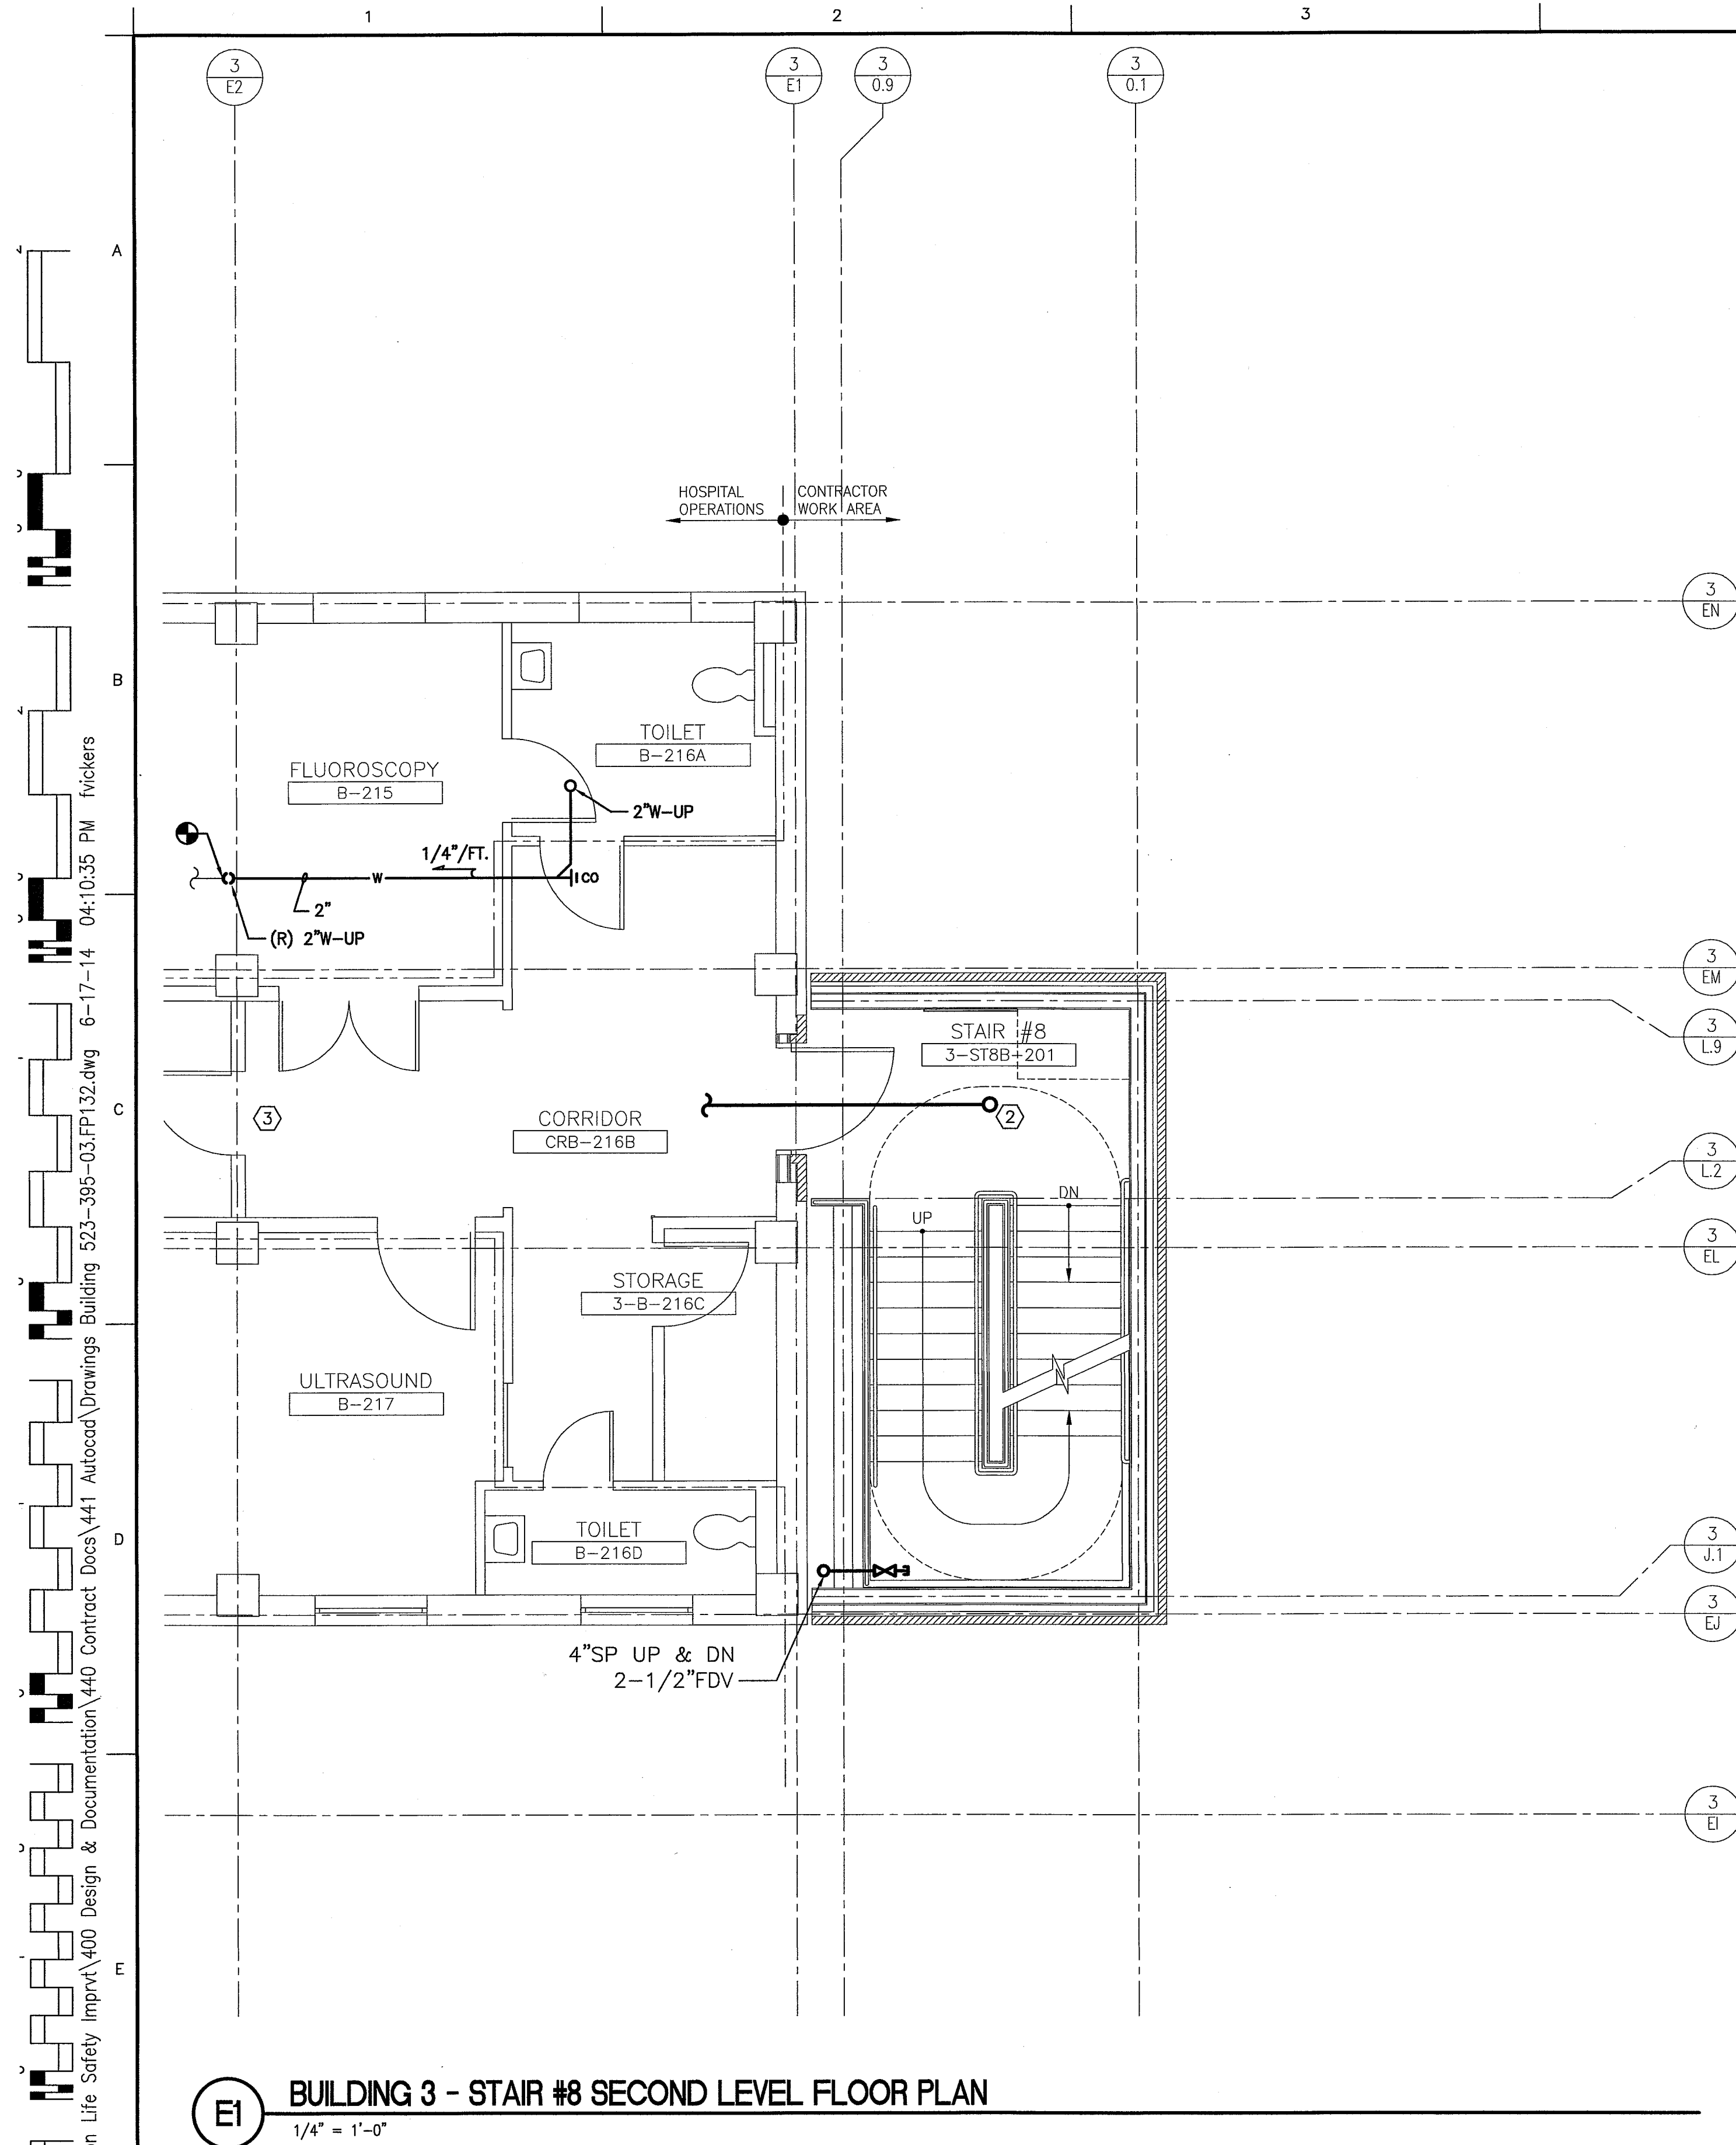 1
2
3
3
E2
3
E1
3
0.9
3
0.1
A
HOSPITAL
OPERATIONS
CONTRACTOR
WORK AREA
3
EN
B
TOILET
B-216A
FLUOROSCOPY
B-215
2"W-UP
1/4"/FT.
W
CO
2"
(R) 2"W-UP
3
EM
STAIR #8
3-ST8B+201
3
L.9
C
3
CORRIDOR
CRB-216B
2
3
L.2
DN
UP
3
EL
STORAGE
3-B-216C
ULTRASOUND
B-217
D
TOILET
B-216D
3
J.1
3
EJ
4"SP UP & DN
2-1/2"FDV
3
EI
E
E1
BUILDING 3 - STAIR #8 SECOND LEVEL FLOOR PLAN
1/4" = 1'-0"
Life Safety Imprvt\400 Design & Documentation\440 Contract Docs\441 Autocad\Drawings Building 523-395-03.FP132.dwg 6-17-14 04:10:35 PM fvickers